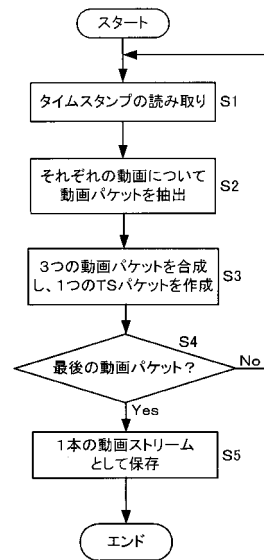 スタート
タイムスタンプの読み取り
S1
それぞれの動画について
動画パケットを抽出
S2
3つの動画パケットを合成
し、1つのTSパケットを作成
S3
S4
最後の動画パケット?
No
Yes
1本の動画ストリーム
として保存
S5
エンド